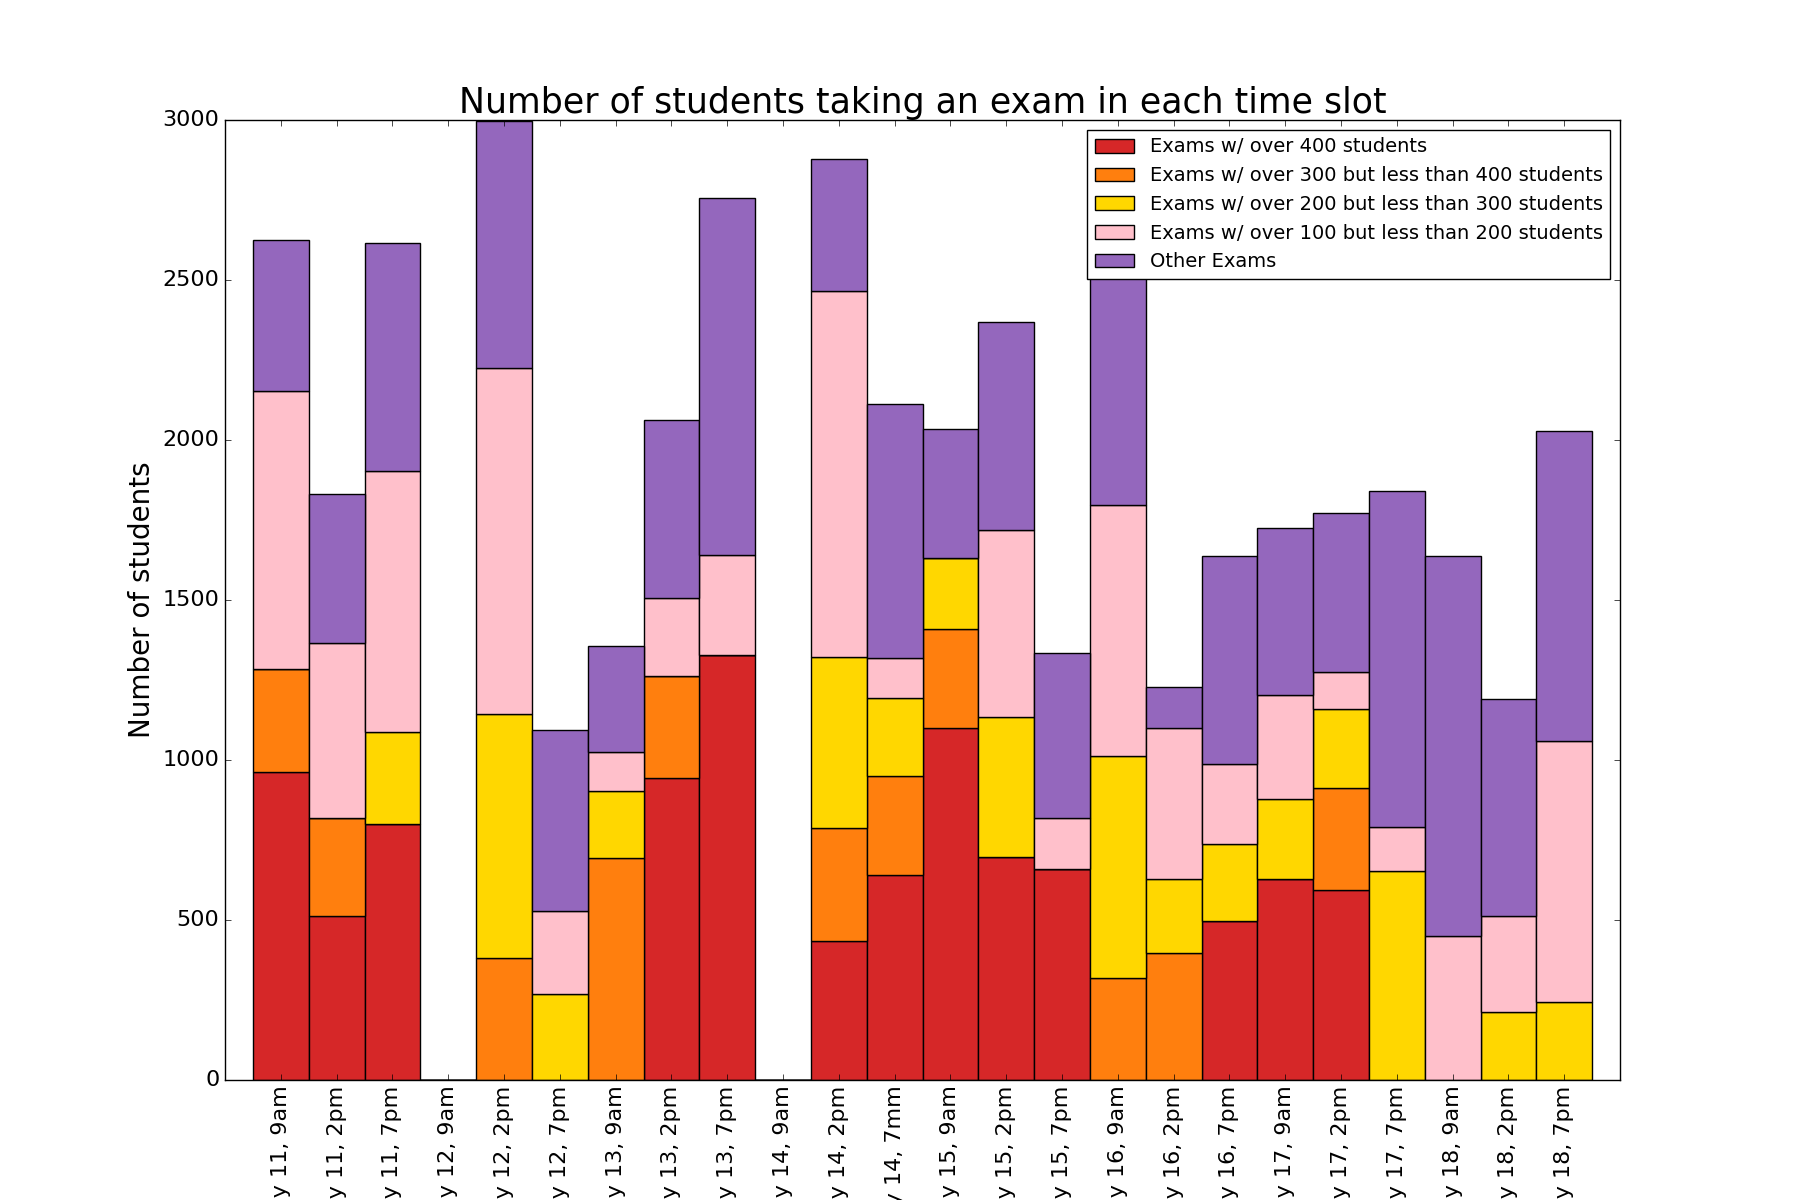 Number of students taking an exam in each time slot
Exams w/ over 400 students
Exams w/ over 300 but less than 400 students
Exams w/ over 200 but less than 300 students
Exams w/ over 100 but less than 200 students
Other Exams
Number of students
3000
2500
2000
1500
1000
500
0
y 11, 9am
y 11, 2pm
y 11, 7pm
y 12, 9am
y 12, 2pm
y 12, 7pm
y 13, 9am
y 13, 2pm
y 13, 7pm
y 14, 9am
y 14, 2pm
y 14, 7mm
y 15, 9am
y 15, 2pm
y 15, 7pm
y 16, 9am
y 16, 2pm
y 16, 7pm
y 17, 9am
y 17, 2pm
y 17, 7pm
y 18, 9am
y 18, 2pm
y 18, 7pm